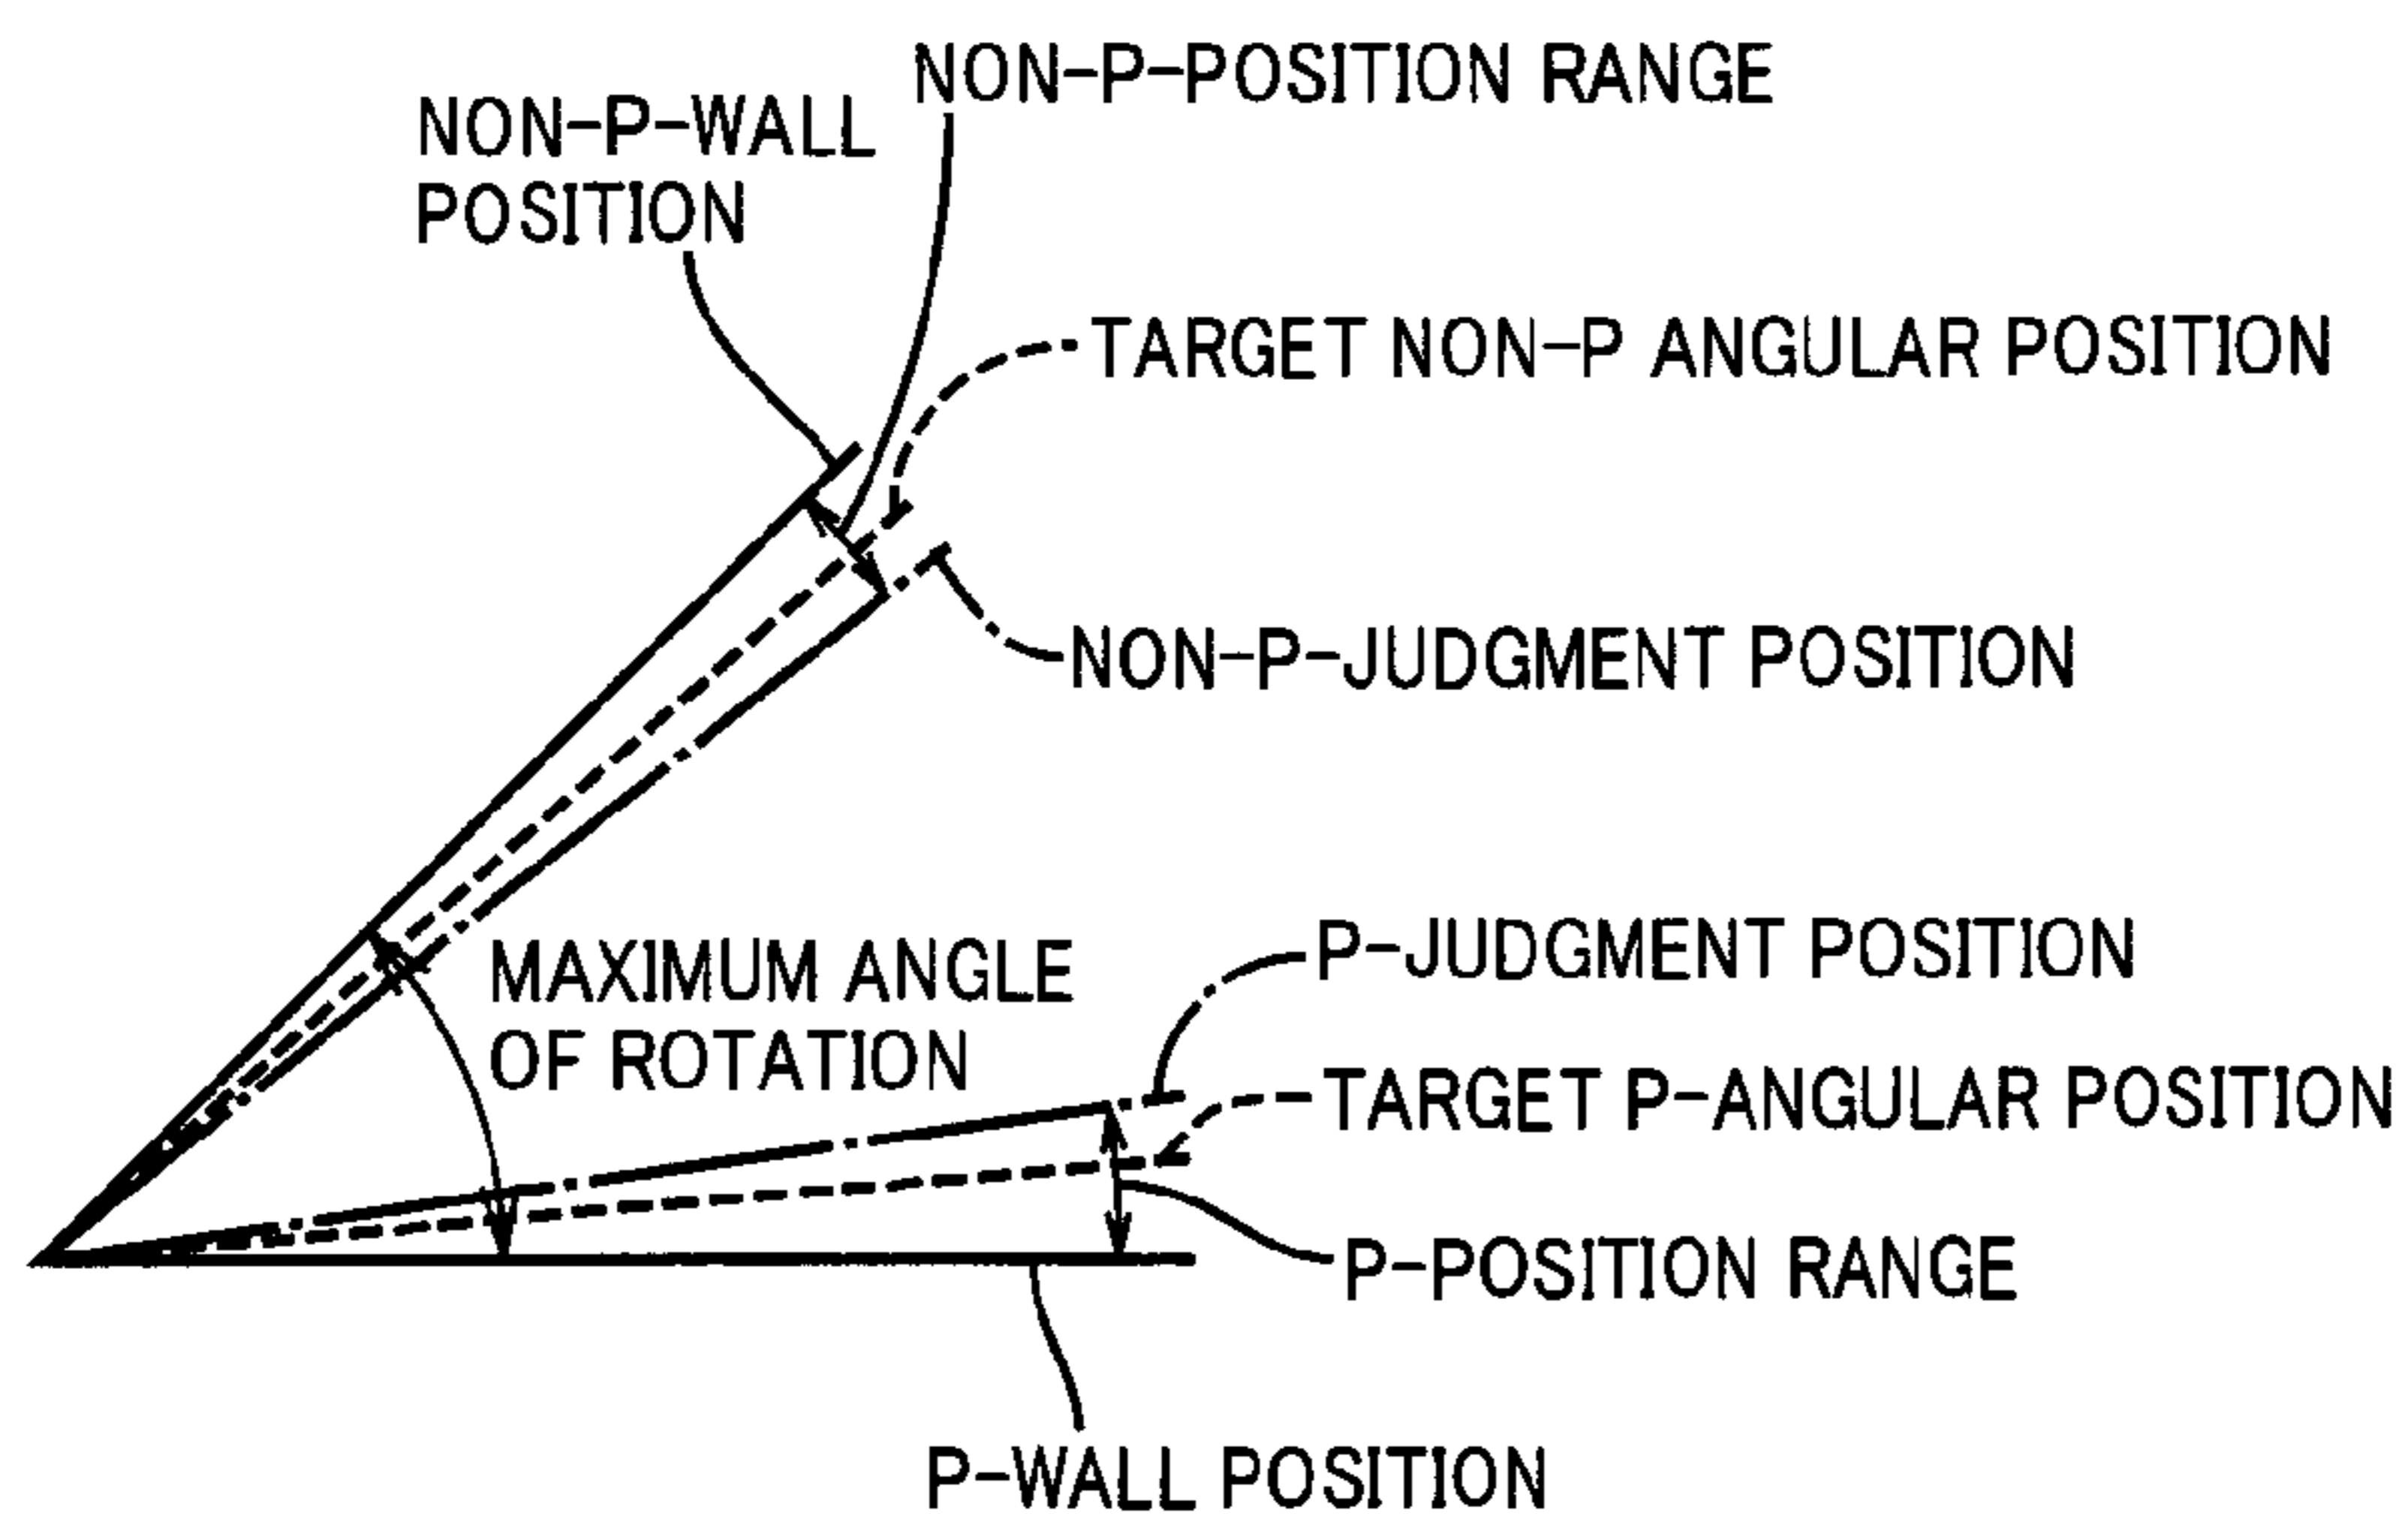 NON-P-POSITION RANGE
NON-P-WALL
POSITION
TARGET NON-P ANGULAR POSITION
NON-P-JUDGMENT POSITION
P-JUDGMENT POSITION
MAXIMUM ANGLE
OF ROTATION
TARGET P-ANGULAR POSITION
P-POSITION RANGE
P-WALL POSITION